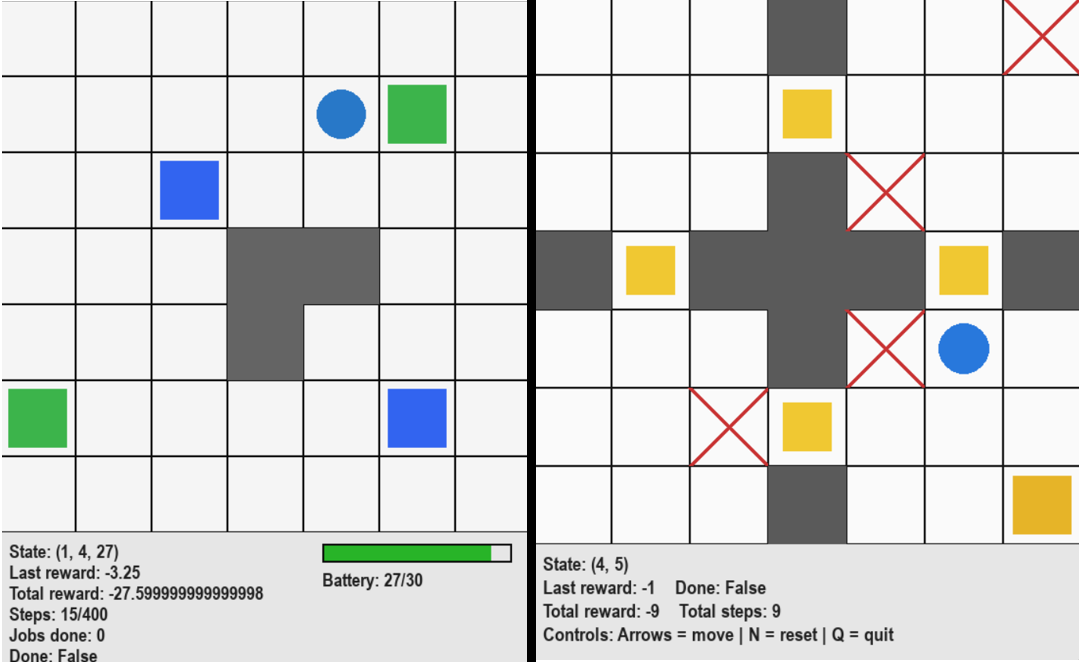 State: (1, 4, 27)
Last reward: -3.25
Total reward: -27.599999999999998
Steps: 15/400
Jobs done: 0
Done: False
Battery: 27/30
State: (4, 5)
Last reward: -1 Done: False
Total reward: -9 Total steps: 9
Controls: Arrows = move | N = reset | Q = quit